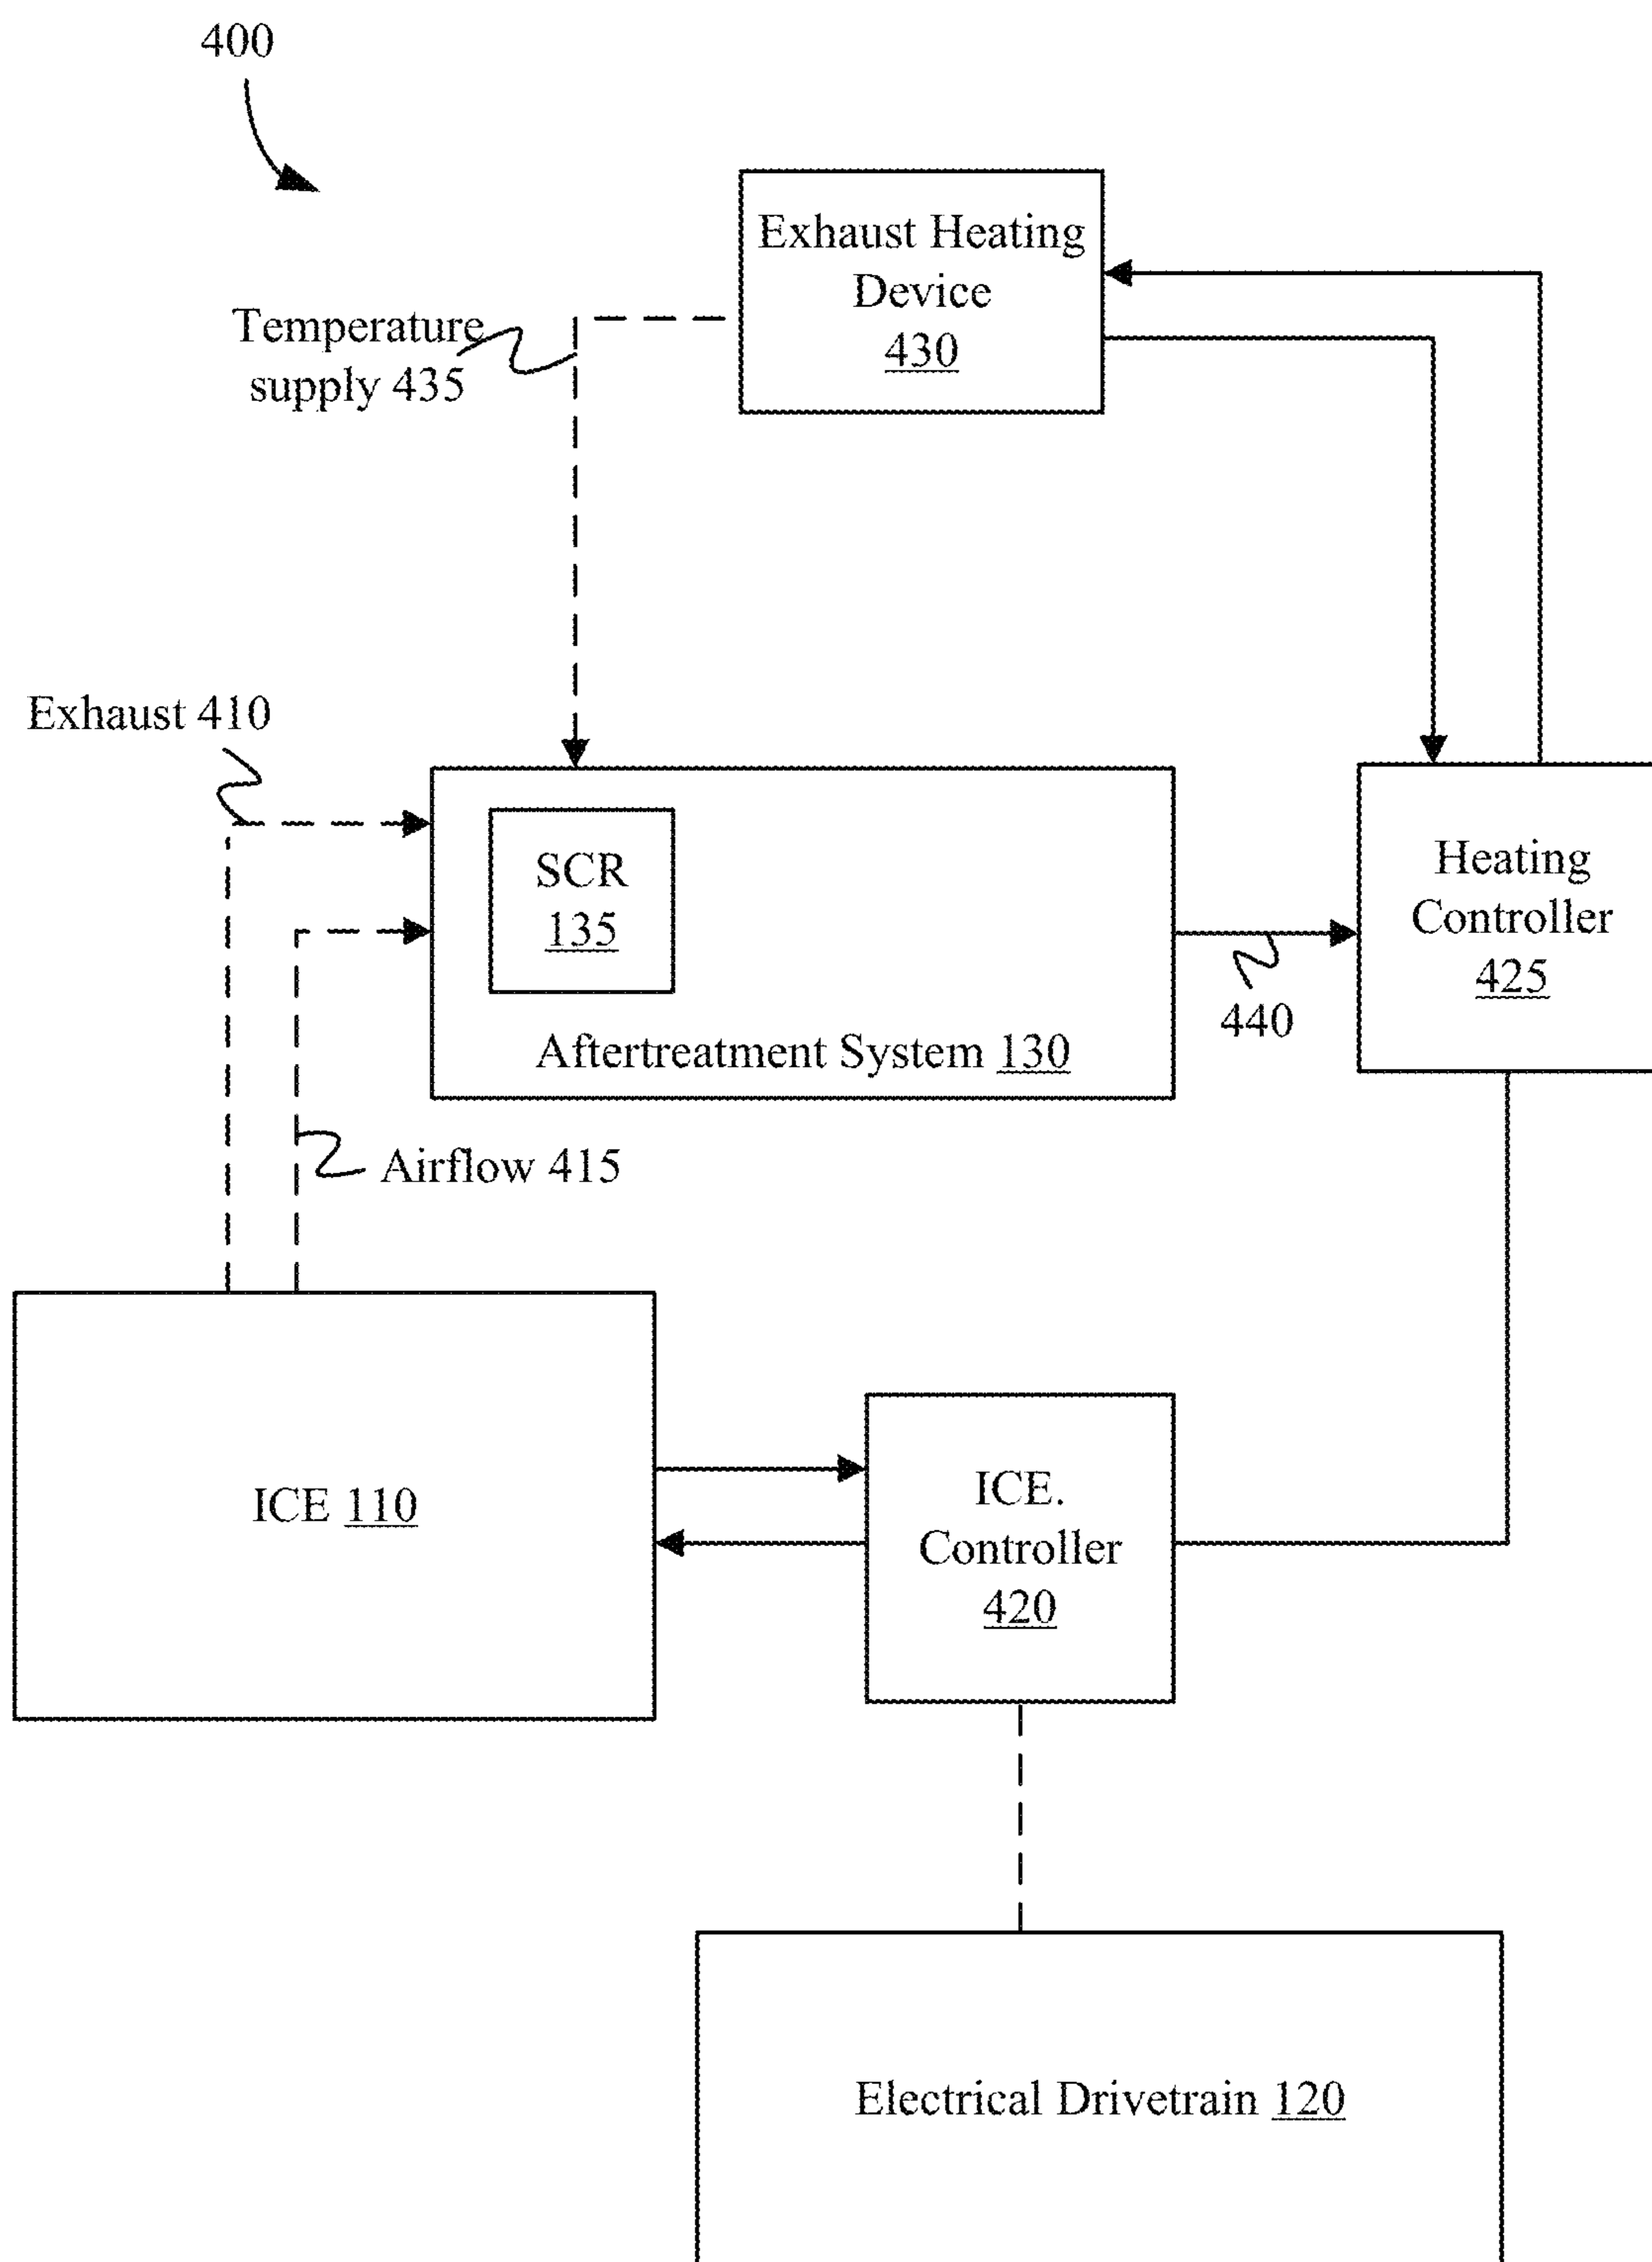 400
Exhaust Heating
Device
430
Temperature
supply 435
Exhaust 410
SCR
135
Aftertreatment System 130
Heating
Controller
425
440
Airflow 415
ICE 110
ICE.
Controller
420
Electrical Drivetrain 120